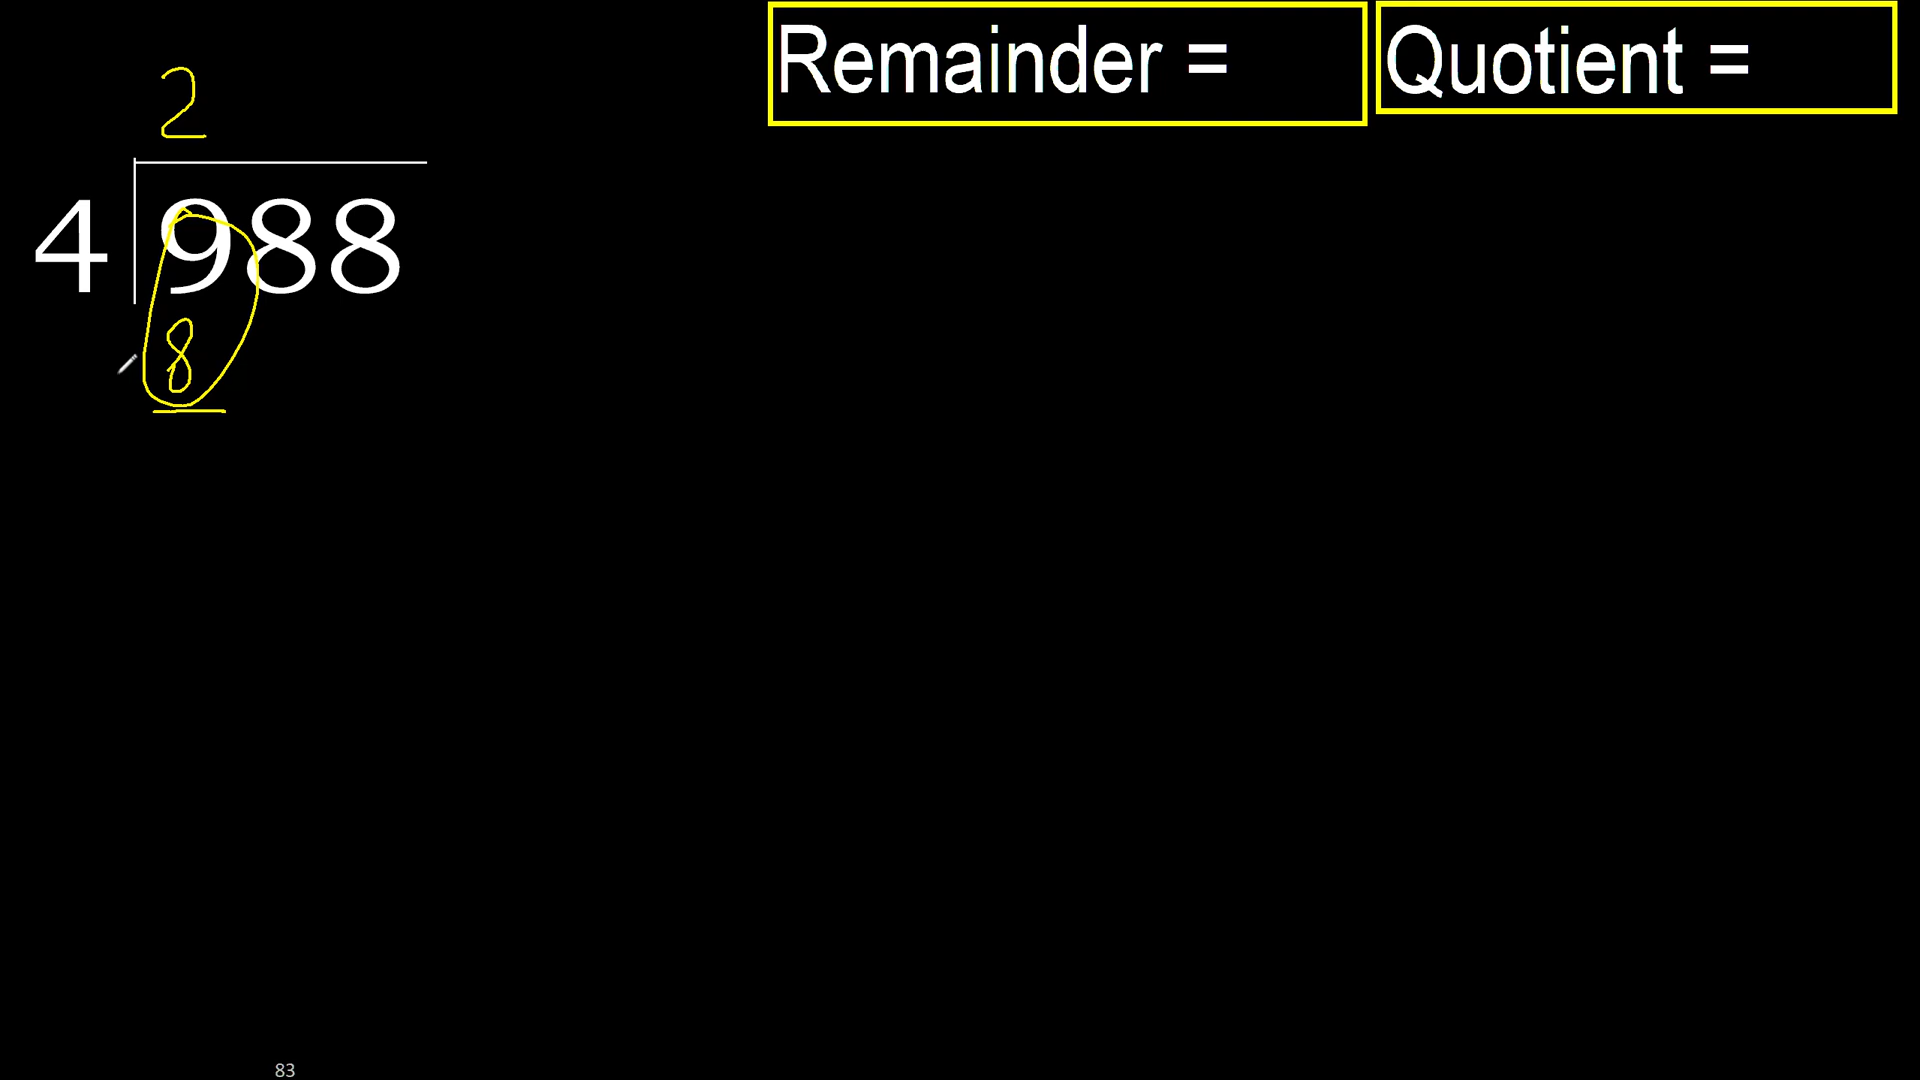 Remainder = Quotient =
2
4 988
8
83